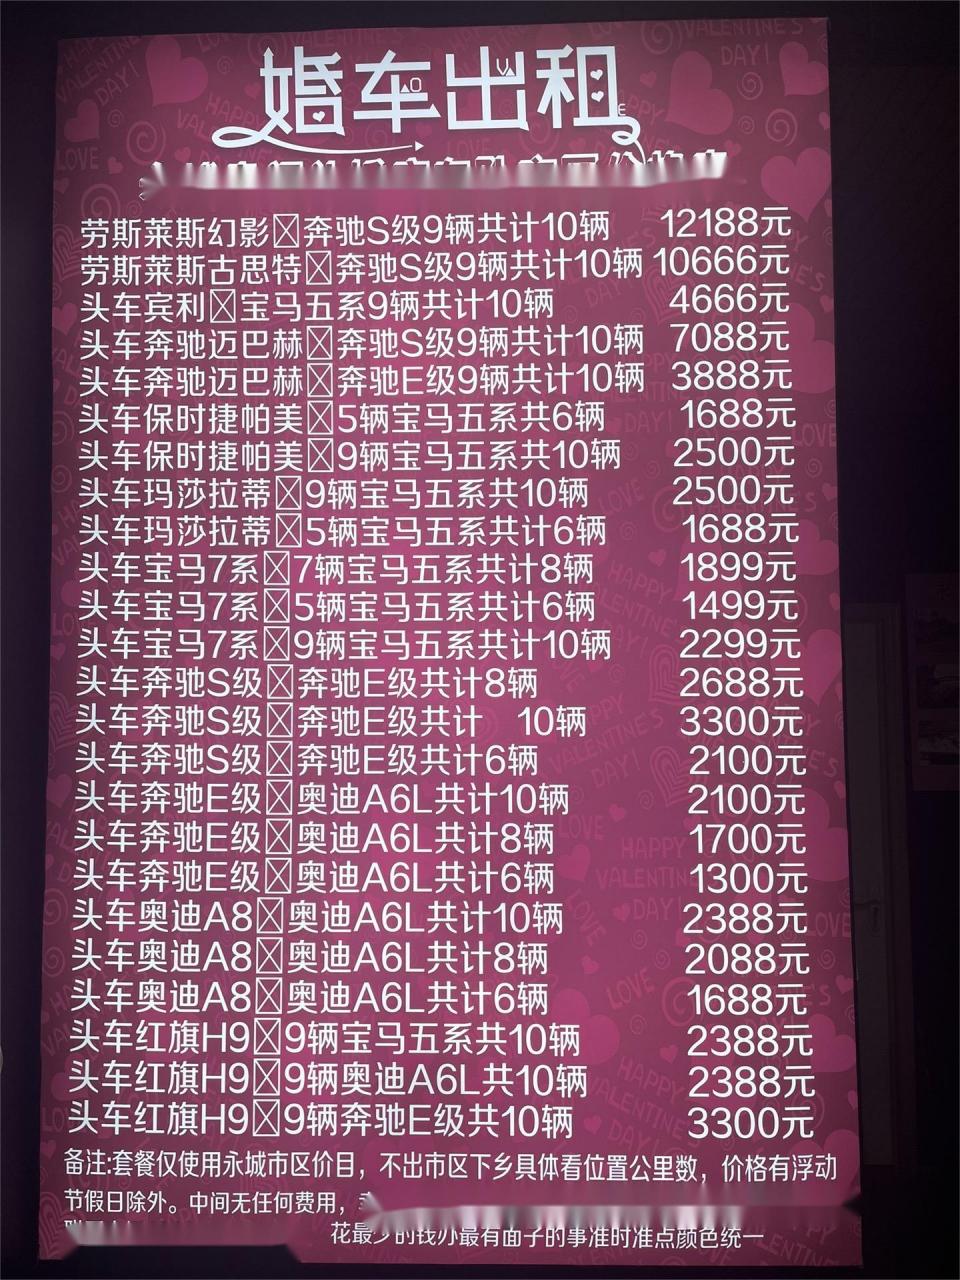 婚车出租
劳斯莱斯幻影☒奔驰S级9辆共计10辆 12188元
劳斯莱斯古思特☒奔驰S级9辆共计10辆 10666元
头车宾利☒宝马五系9辆共计10辆 4666元
头车奔驰迈巴赫☒奔驰S级9辆共计10辆 7088元
头车奔驰迈巴赫☒奔驰E级9辆共计10辆 3888元
头车保时捷帕美☒5辆宝马五系共6辆 1688元
头车保时捷帕美☒9辆宝马五系共10辆 2500元
头车玛莎拉蒂☒9辆宝马五系共10辆 2500元
头车玛莎拉蒂☒5辆宝马五系共计6辆 1688元
头车宝马7系☒7辆宝马五系共计8辆 1899元
头车宝马7系☒5辆宝马五系共计6辆 1499元
头车宝马7系☒9辆宝马五系共计10辆 2299元
头车奔驰S级☒奔驰E级共计8辆 2688元
头车奔驰S级☒奔驰E级共计 10辆 3300元
头车奔驰S级☒奔驰E级共计6辆 2100元
头车奔驰E级☒奥迪A6L共计10辆 2100元
头车奔驰E级☒奥迪A6L共计8辆 1700元
头车奔驰E级☒奥迪A6L共计6辆 1300元
头车奥迪A8☒奥迪A6L共计10辆 2388元
头车奥迪A8☒奥迪A6L共计8辆 2088元
头车奥迪A8☒奥迪A6L共计6辆 1688元
头车红旗H9☒9辆宝马五系共10辆 2388元
头车红旗H9☒9辆奥迪A6L共10辆 2388元
头车红旗H9☒9辆奔驰E级共10辆 3300元
备注:套餐仅使用永城市区价目，不出市区下乡具体看位置公里数，价格有浮动
节假日除外。中间无任何费用，
花最少的钱办最有面子的事准时准点颜色统一